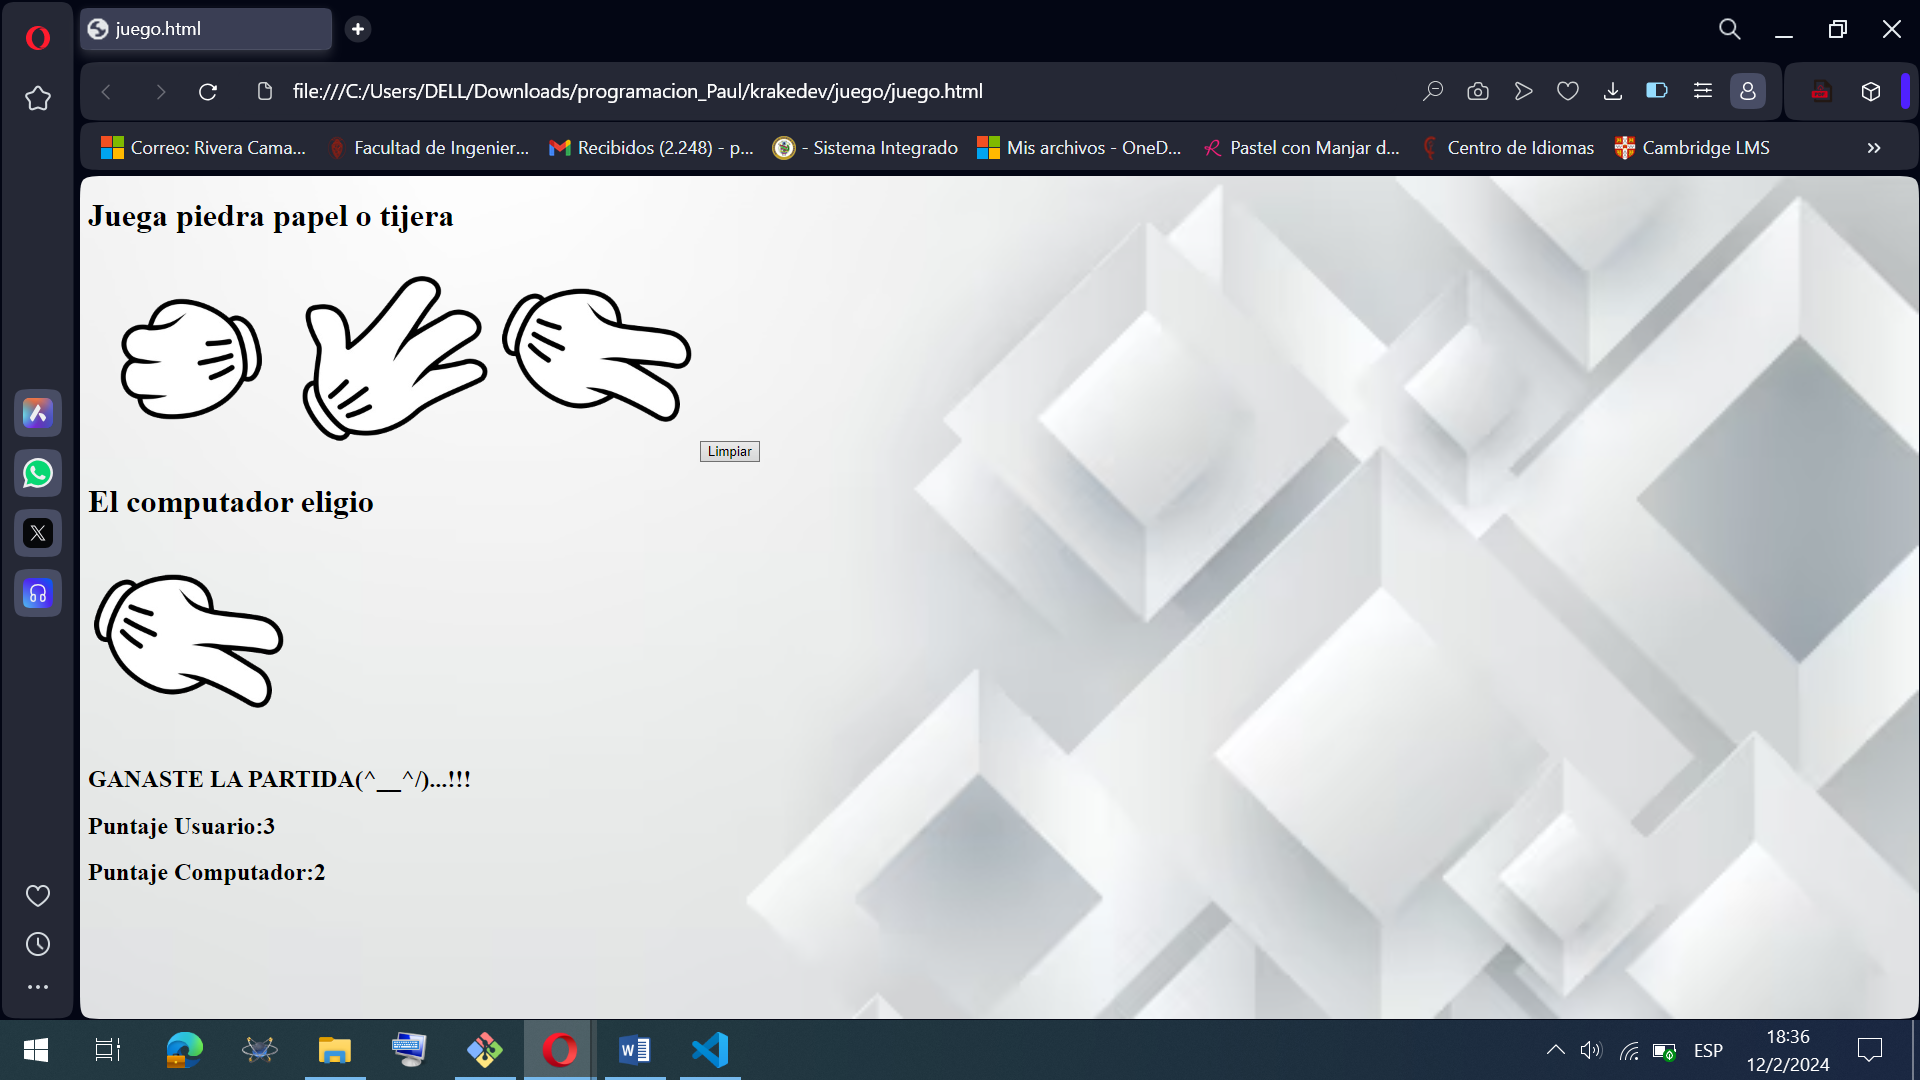 juego.html
file:///C:/Users/DELL/Downloads/programacion_Paul/krakedev/juego/juego.html
Correo: Rivera Cama...
Facultad de Ingenier...
Recibidos (2.248) - p...
- Sistema Integrado
Mis archivos - OneD...
Pastel con Manjar d...
Centro de Idiomas
Cambridge LMS
Juega piedra papel o tijera
Limpiar
El computador eligio
GANASTE LA PARTIDA(^__^/)...!!!
Puntaje Usuario:3
Puntaje Computador:2
ESP
18:36
12/2/2024